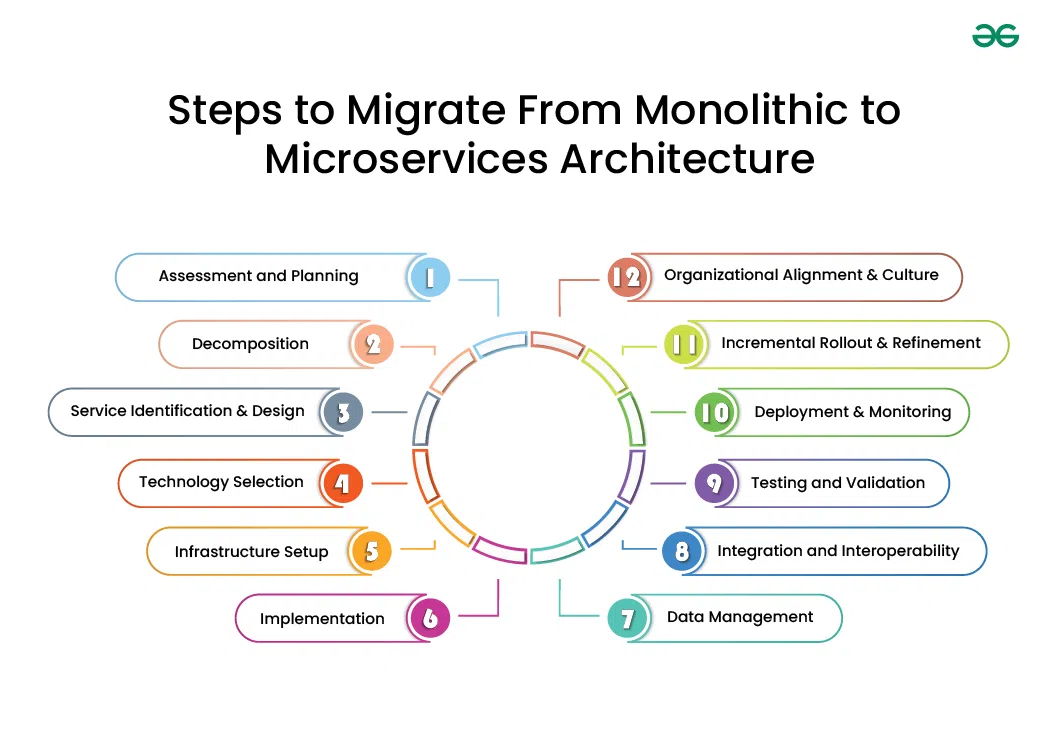 Steps to Migrate From Monolithic to
Microservices Architecture
1 Assessment and Planning
2 Decomposition
3 Service Identification & Design
4 Technology Selection
5 Infrastructure Setup
6 Implementation
7 Data Management
8 Integration and Interoperability
9 Testing and Validation
10 Deployment & Monitoring
11 Incremental Rollout & Refinement
12 Organizational Alignment & Culture